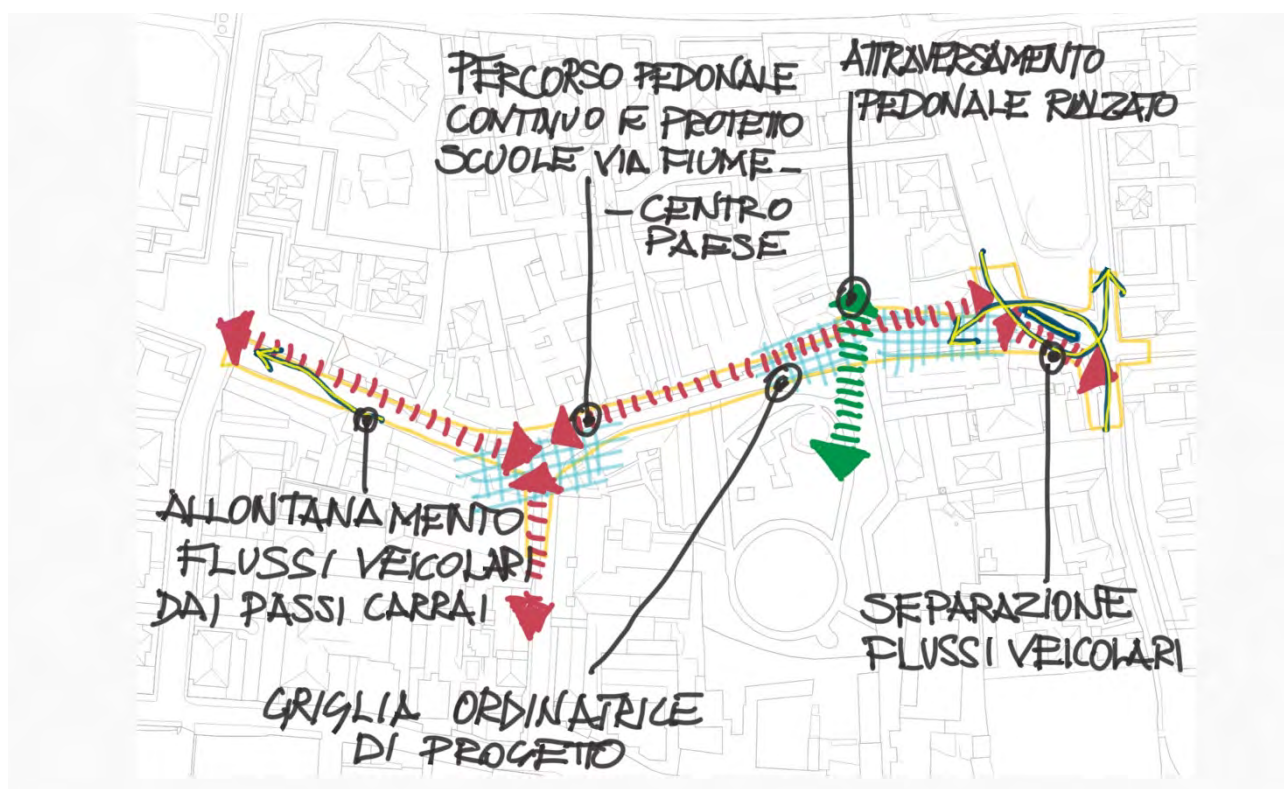 PERCORSO PEDONALE
CONTINUO E PROTETTO
SCUOLE VIA FIUME-
- CENTRO
PAESE
ATTRAVERSAMENTO
PEDONALE RIALZATO
ALLONTANAMENTO
FLUSSI VEICOLARI
DAI PASSI CARRAI
GRIGLIA ORDINATRICE
DI PROGETTO
SEPARAZIONE
FLUSSI VEICOLARI